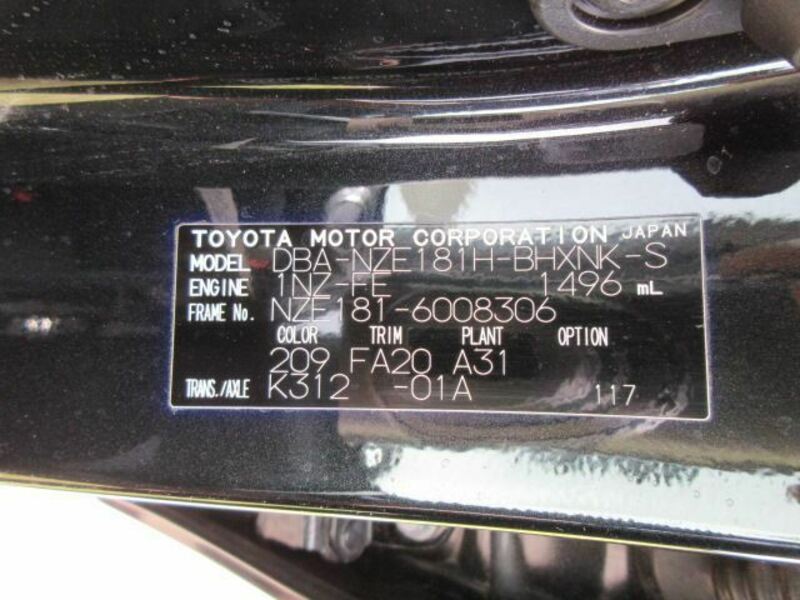 TOYOTA MOTOR CORPORATION JAPAN
MODEL DBA-NZE181H-BHXNK-S
ENGINE 1NZ-FE 1496 mL
FRAME No. NZE181-6008306
COLOR TRIM PLANT OPTION
209 FA20 A31
TRANS./AXLE K312 -01A 117